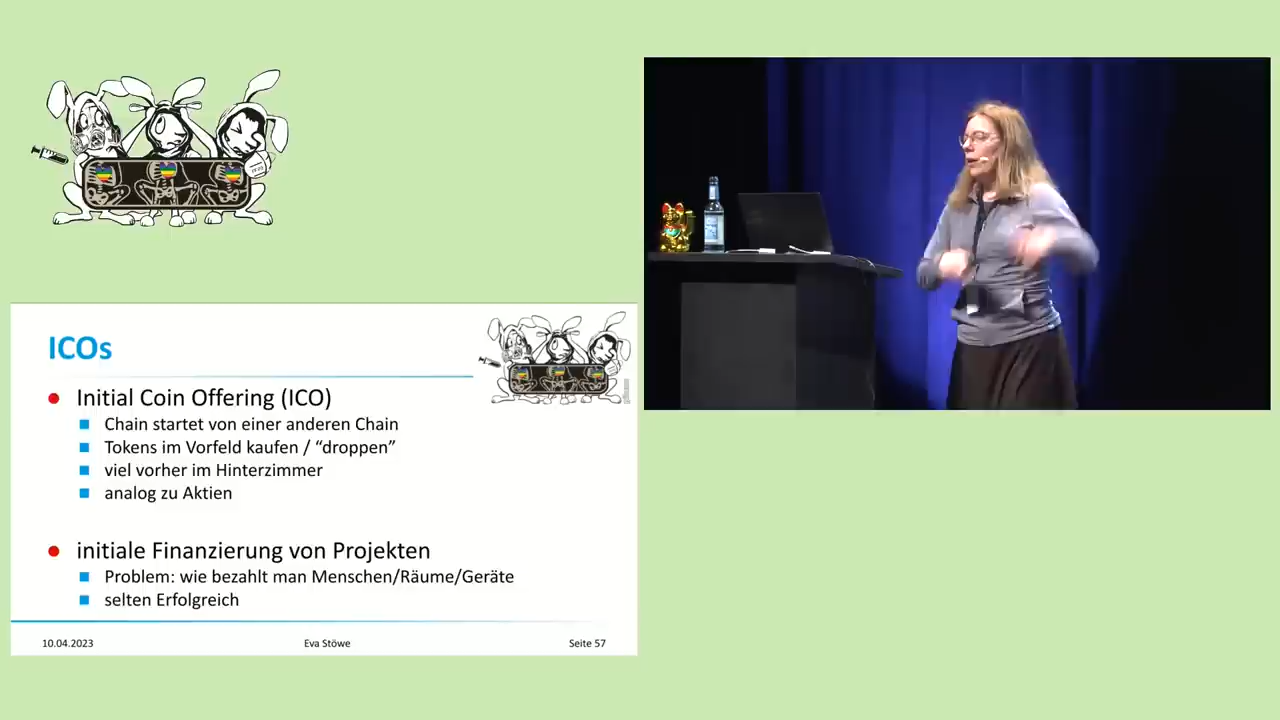 ICOs
Initial Coin Offering (ICO)
Chain startet von einer anderen Chain
Tokens im Vorfeld kaufen / “droppen”
viel vorher im Hinterzimmer
analog zu Aktien
initiale Finanzierung von Projekten
Problem: wie bezahlt man Menschen/Räume/Geräte
selten Erfolgreich
10.04.2023
Eva Stöwe
Seite 57